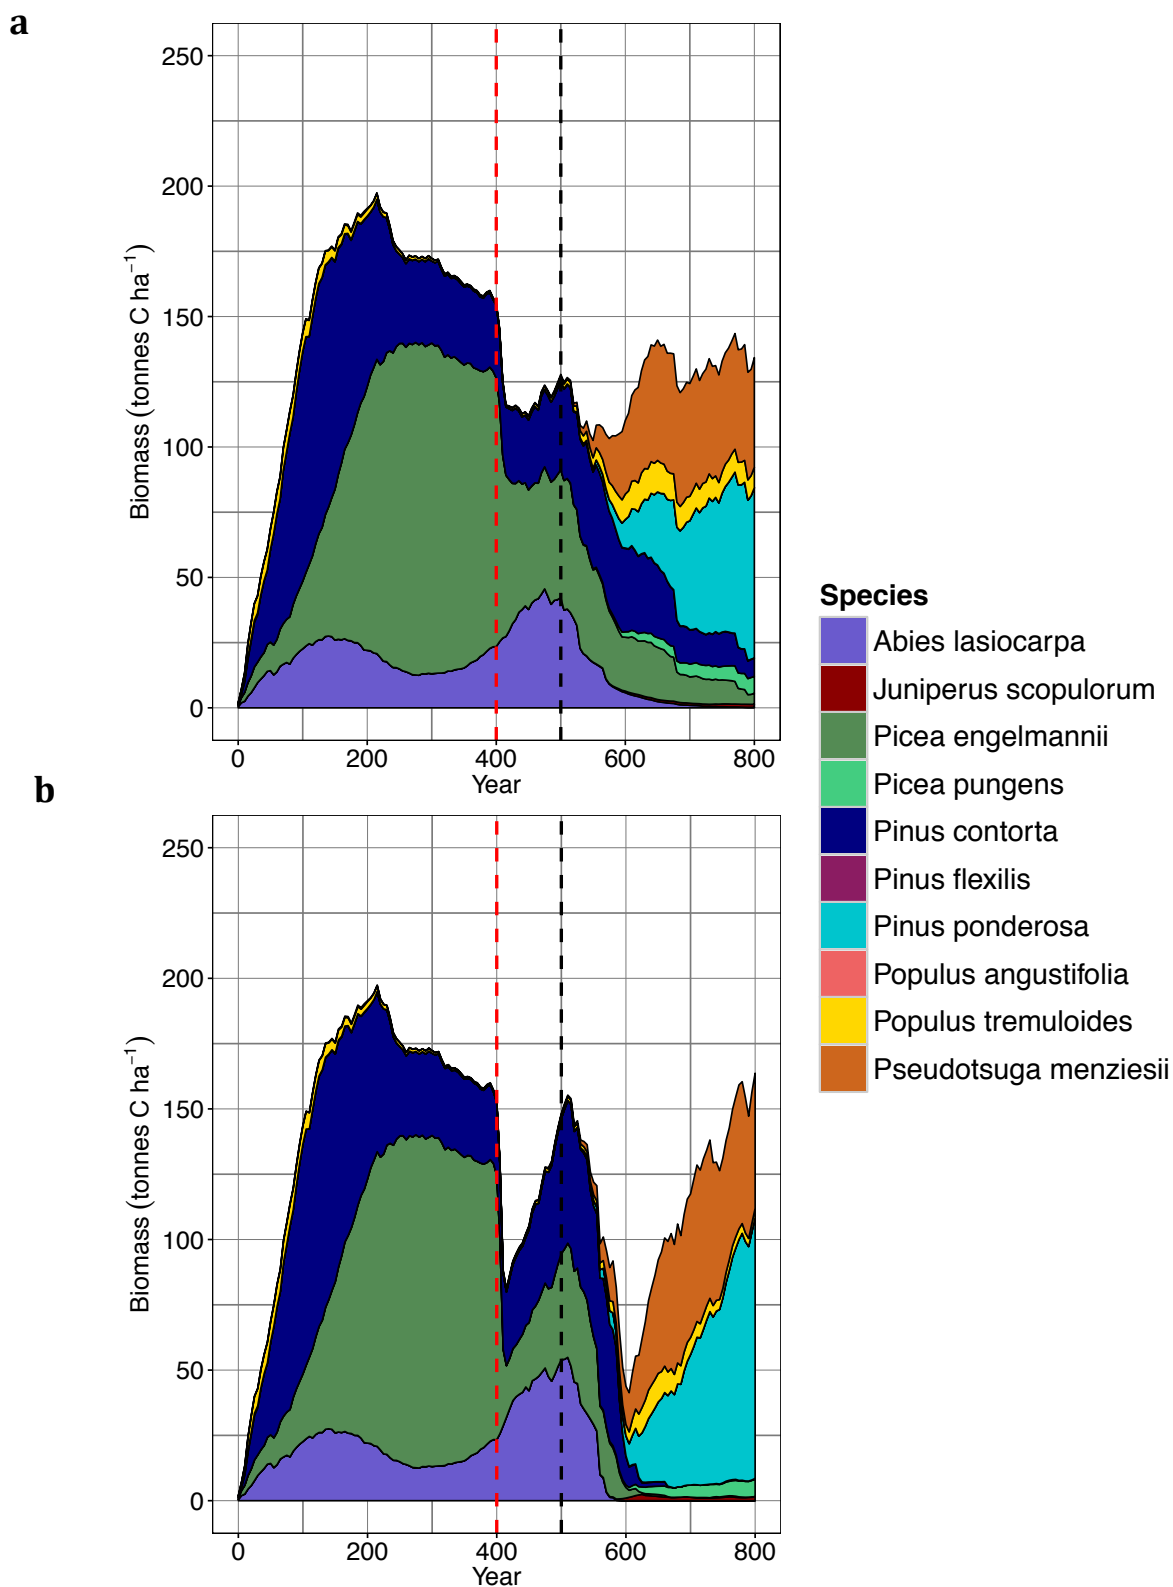 a
250
200
150
100
50
0
Biomass (tonnes C ha⁻¹)
0 200 400 600 800
Year
b
250
200
150
100
50
0
Biomass (tonnes C ha⁻¹)
0 200 400 600 800
Year
Species
Abies lasiocarpa
Juniperus scopulorum
Picea engelmannii
Picea pungens
Pinus contorta
Pinus flexilis
Pinus ponderosa
Populus angustifolia
Populus tremuloides
Pseudotsuga menziesii